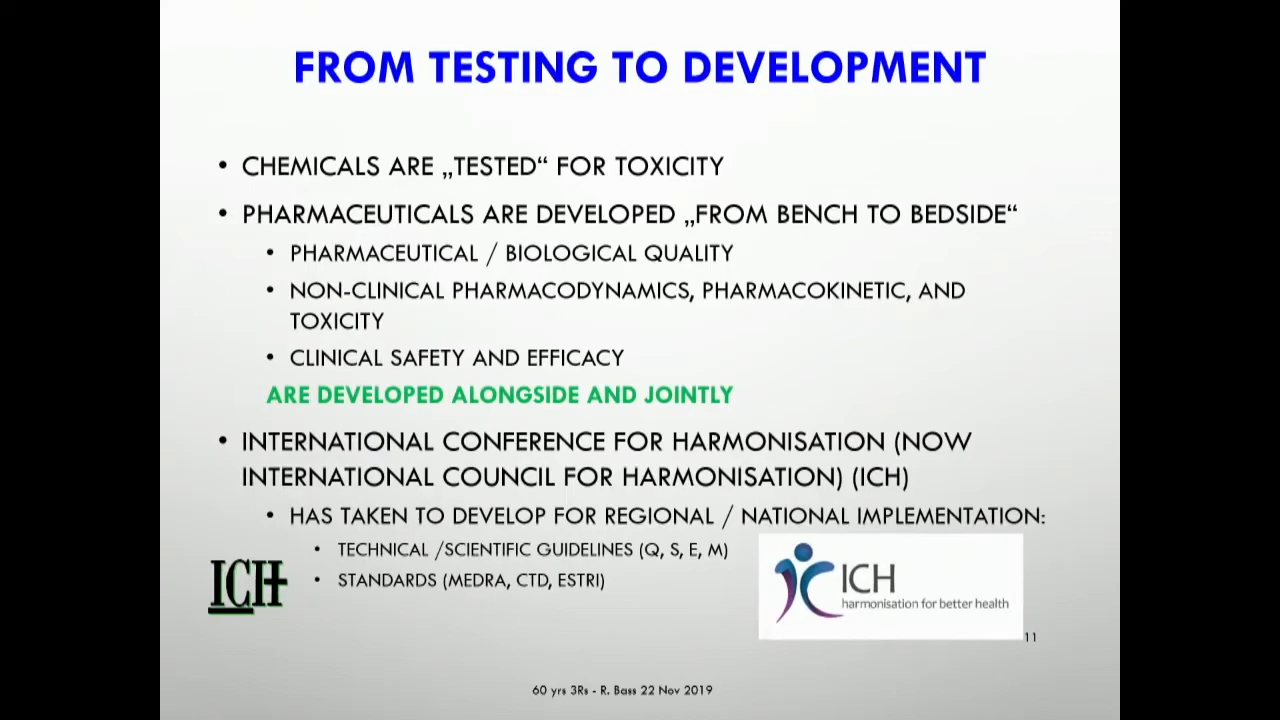 FROM TESTING TO DEVELOPMENT
• CHEMICALS ARE „TESTED“ FOR TOXICITY
• PHARMACEUTICALS ARE DEVELOPED „FROM BENCH TO BEDSIDE“
• PHARMACEUTICAL / BIOLOGICAL QUALITY
• NON-CLINICAL PHARMACODYNAMICS, PHARMACOKINETIC, AND
TOXICITY
• CLINICAL SAFETY AND EFFICACY
ARE DEVELOPED ALONGSIDE AND JOINTLY
• INTERNATIONAL CONFERENCE FOR HARMONISATION (NOW
INTERNATIONAL COUNCIL FOR HARMONISATION) (ICH)
• HAS TAKEN TO DEVELOP FOR REGIONAL / NATIONAL IMPLEMENTATION:
• TECHNICAL /SCIENTIFIC GUIDELINES (Q, S, E, M)
• STANDARDS (MEDRA, CTD, ESTRI)
ICH
ICH
harmonisation for better health
11
60 yrs 3Rs - R. Bass 22 Nov 2019